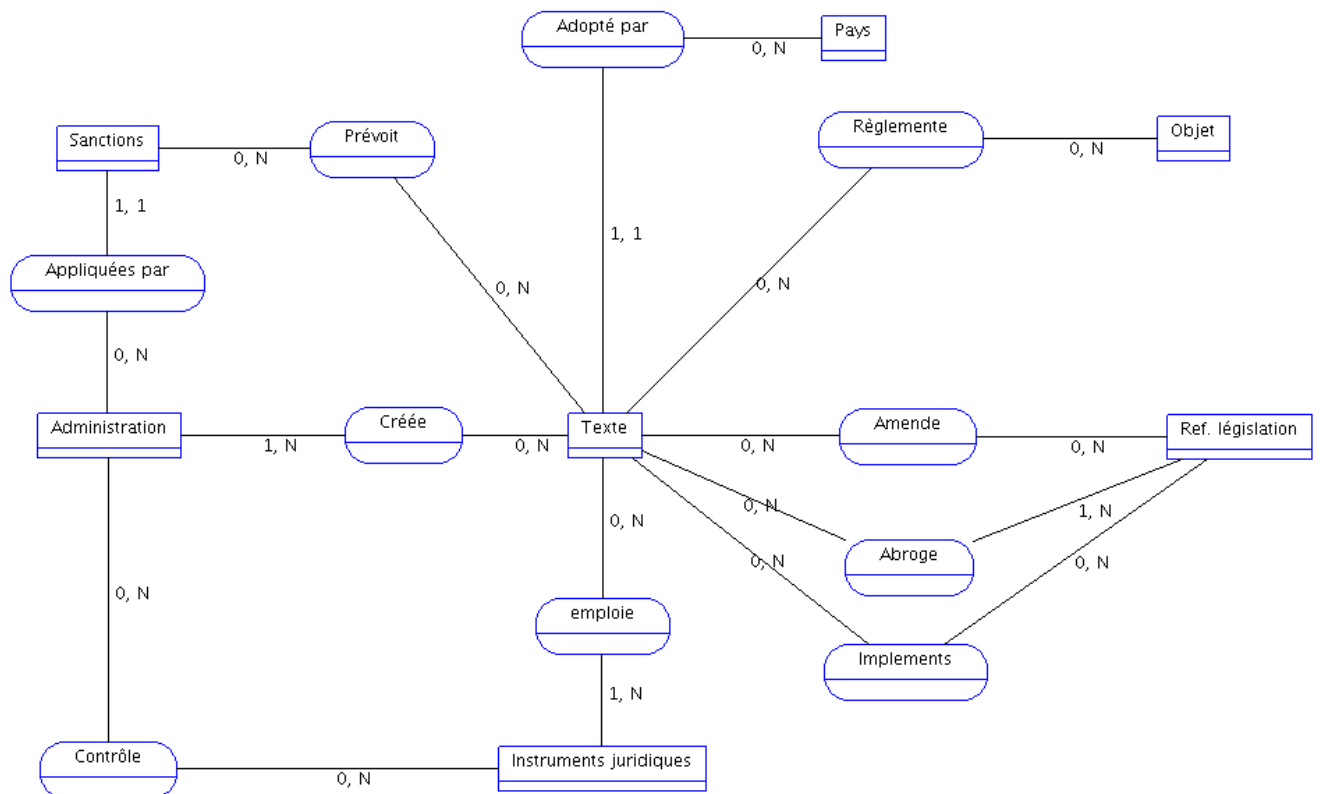 Adopté par
0, N
Pays
Sanctions
0, N
Prévoit
Règlemente
0, N
Objet
1, 1
1, 1
Appliquées par
0, N
0, N
0, N
Administration
1, N
Créée
0, N
Texte
0, N
Amende
0, N
Ref. législation
0, N
0, N
1, N
Abroge
0, N
0, N
0, N
emploie
Implements
1, N
Contrôle
0, N
Instruments juridiques